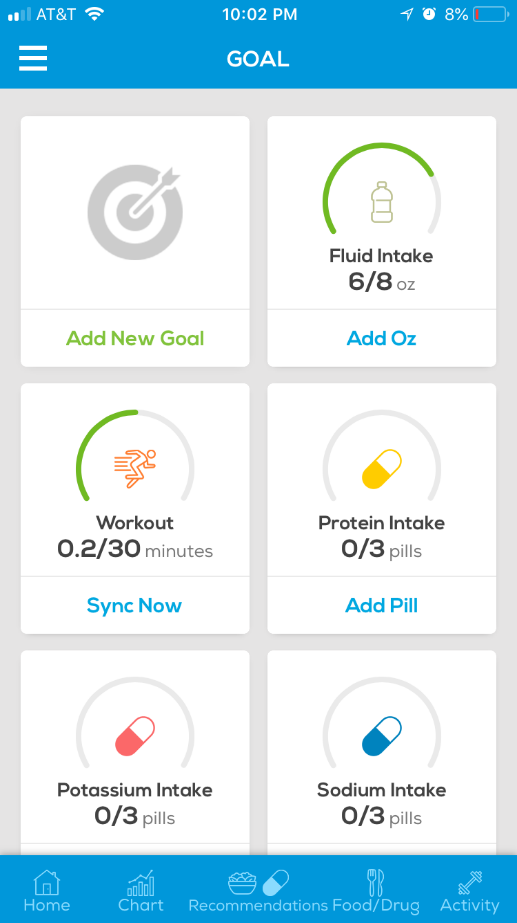 AT&T 10:02 PM 8%
GOAL
Add New Goal
Fluid Intake
6/8 oz
Add Oz
Workout
0.2/30 minutes
Sync Now
Protein Intake
0/3 pills
Add Pill
Potassium Intake
0/3 pills
Sodium Intake
0/3 pills
Home Chart Recommendations Food/Drug Activity